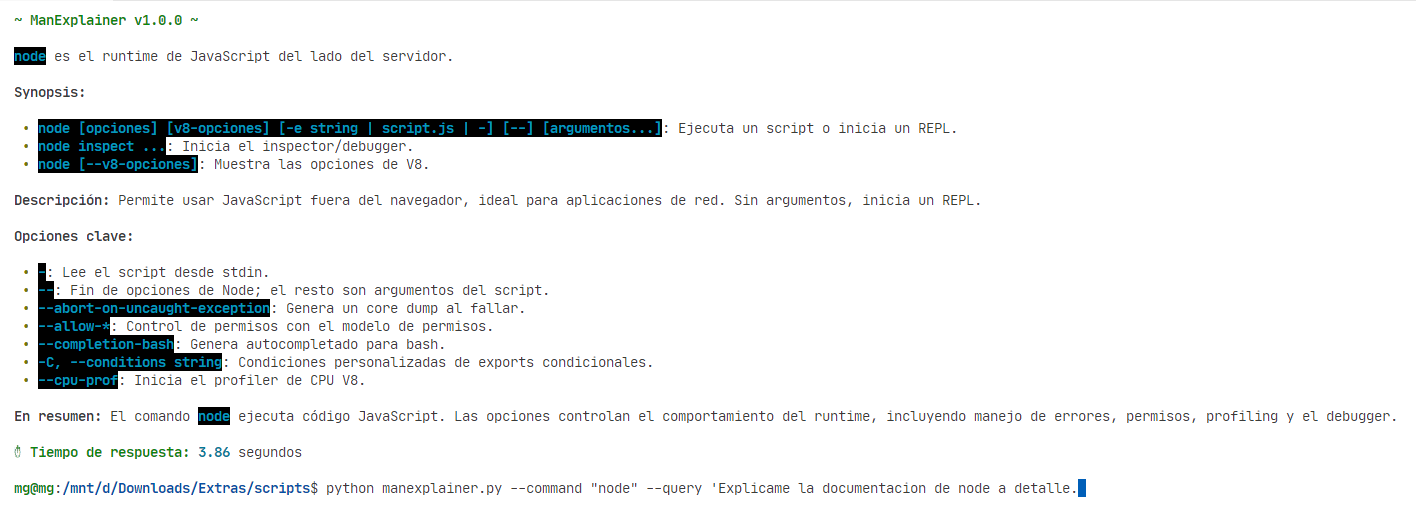 ~ ManExplainer v1.0.0 ~
node es el runtime de JavaScript del lado del servidor.
Synopsis:
• node [opciones] [v8-opciones] [-e string | script.js | -] [--] [argumentos...]: Ejecuta un script o inicia un REPL.
• node inspect ...: Inicia el inspector/debugger.
• node [--v8-opciones]: Muestra las opciones de V8.
Descripción: Permite usar JavaScript fuera del navegador, ideal para aplicaciones de red. Sin argumentos, inicia un REPL.
Opciones clave:
• -: Lee el script desde stdin.
• --: Fin de opciones de Node; el resto son argumentos del script.
• --abort-on-uncaught-exception: Genera un core dump al fallar.
• --allow-*: Control de permisos con el modelo de permisos.
• --completion-bash: Genera autocompletado para bash.
• -C, --conditions string: Condiciones personalizadas de exports condicionales.
• --cpu-prof: Inicia el profiler de CPU V8.
En resumen: El comando node ejecuta código JavaScript. Las opciones controlan el comportamiento del runtime, incluyendo manejo de errores, permisos, profiling y el debugger.
Tiempo de respuesta: 3.86 segundos
mg@mg:/mnt/d/Downloads/Extras/scripts$ python manexplainer.py --command "node" --query 'Explicame la documentacion de node a detalle.